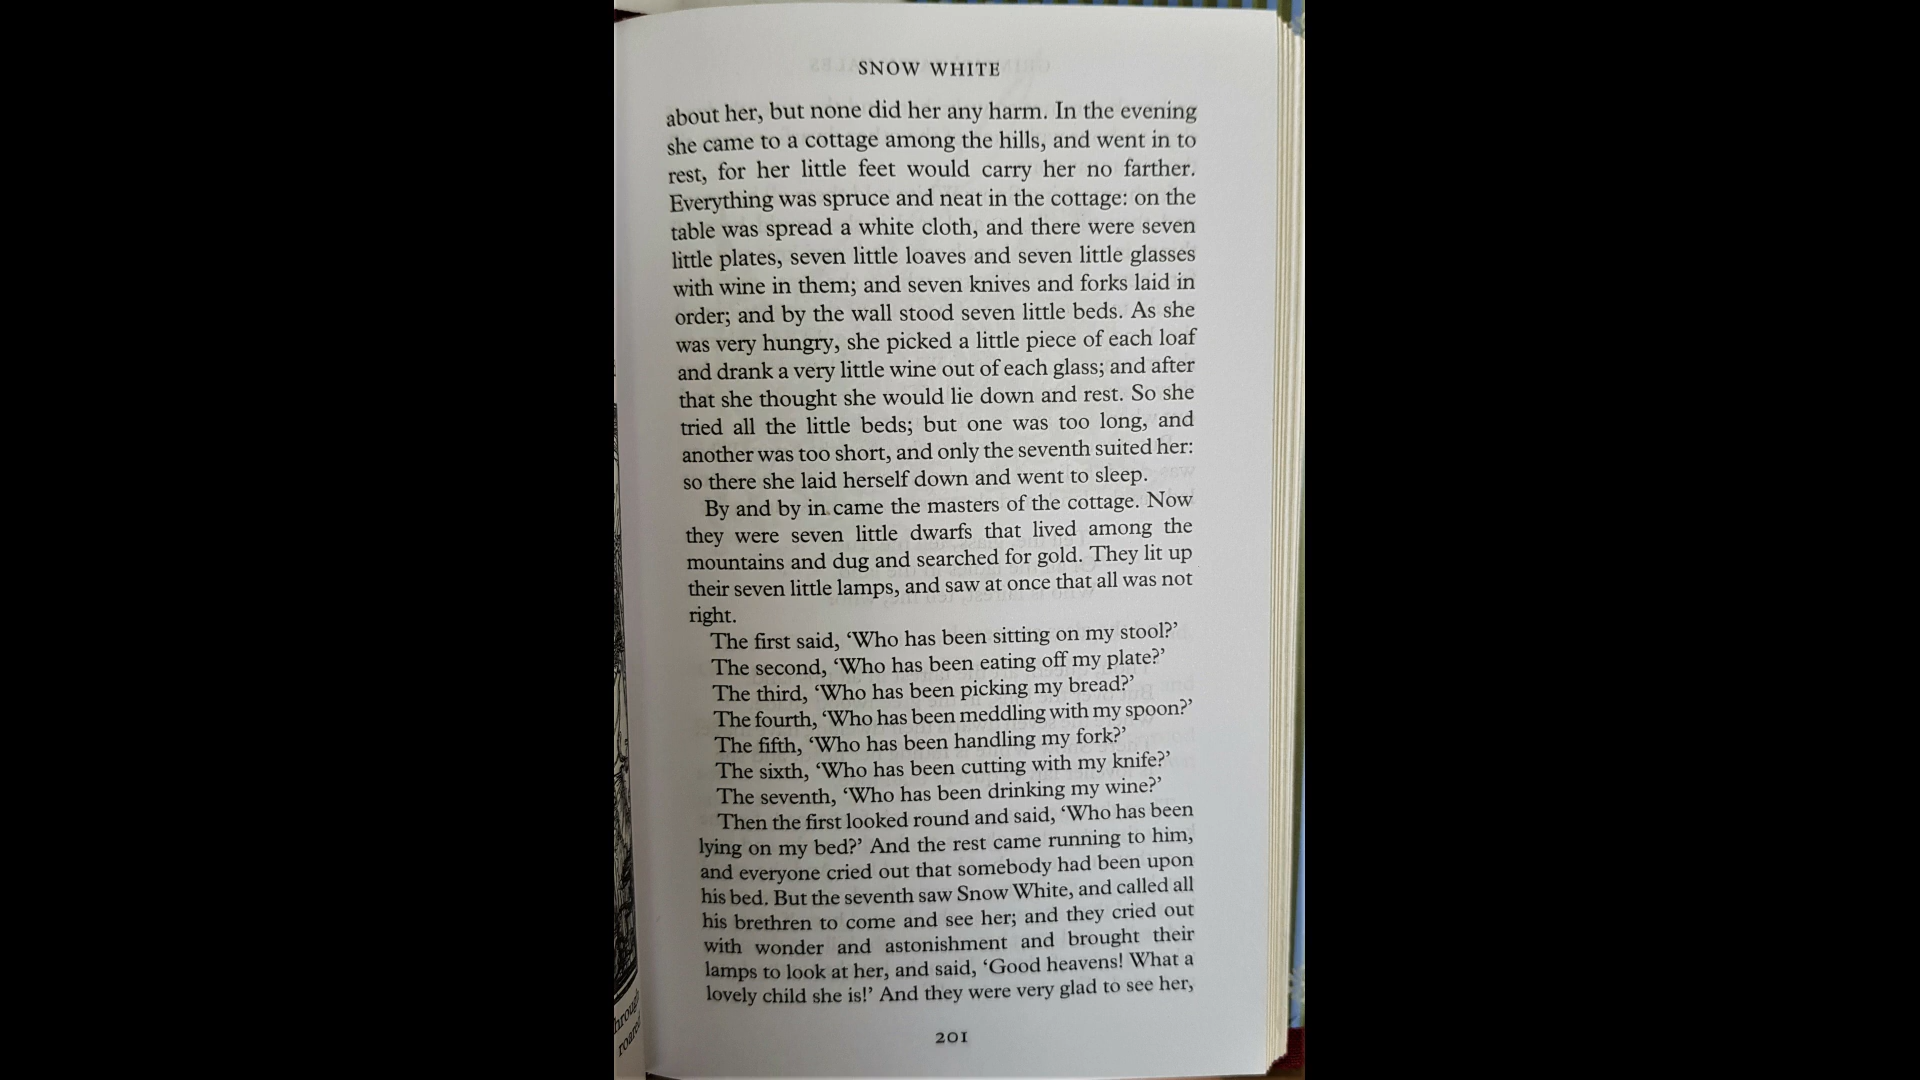 SNOW WHITE
about her, but none did her any harm. In the evening
she came to a cottage among the hills, and went in to
rest, for her little feet would carry her no farther.
Everything was spruce and neat in the cottage: on the
table was spread a white cloth, and there were seven
little plates, seven little loaves and seven little glasses
with wine in them; and seven knives and forks laid in
order; and by the wall stood seven little beds. As she
was very hungry, she picked a little piece of each loaf
and drank a very little wine out of each glass; and after
that she thought she would lie down and rest. So she
tried all the little beds; but one was too long, and
another was too short, and only the seventh suited her:
so there she laid herself down and went to sleep.
By and by in came the masters of the cottage. Now
they were seven little dwarfs that lived among the
mountains and dug and searched for gold. They lit up
their seven little lamps, and saw at once that all was not
right.
The first said, ‘Who has been sitting on my stool?’
The second, ‘Who has been eating off my plate?’
The third, ‘Who has been picking my bread?’
The fourth, ‘Who has been meddling with my spoon?’
The fifth, ‘Who has been handling my fork?’
The sixth, ‘Who has been cutting with my knife?’
The seventh, ‘Who has been drinking my wine?’
Then the first looked round and said, ‘Who has been
lying on my bed?’ And the rest came running to him,
and everyone cried out that somebody had been upon
his bed. But the seventh saw Snow White, and called all
his brethren to come and see her; and they cried out
with wonder and astonishment and brought their
lamps to look at her, and said, ‘Good heavens! What a
lovely child she is!’ And they were very glad to see her,
201